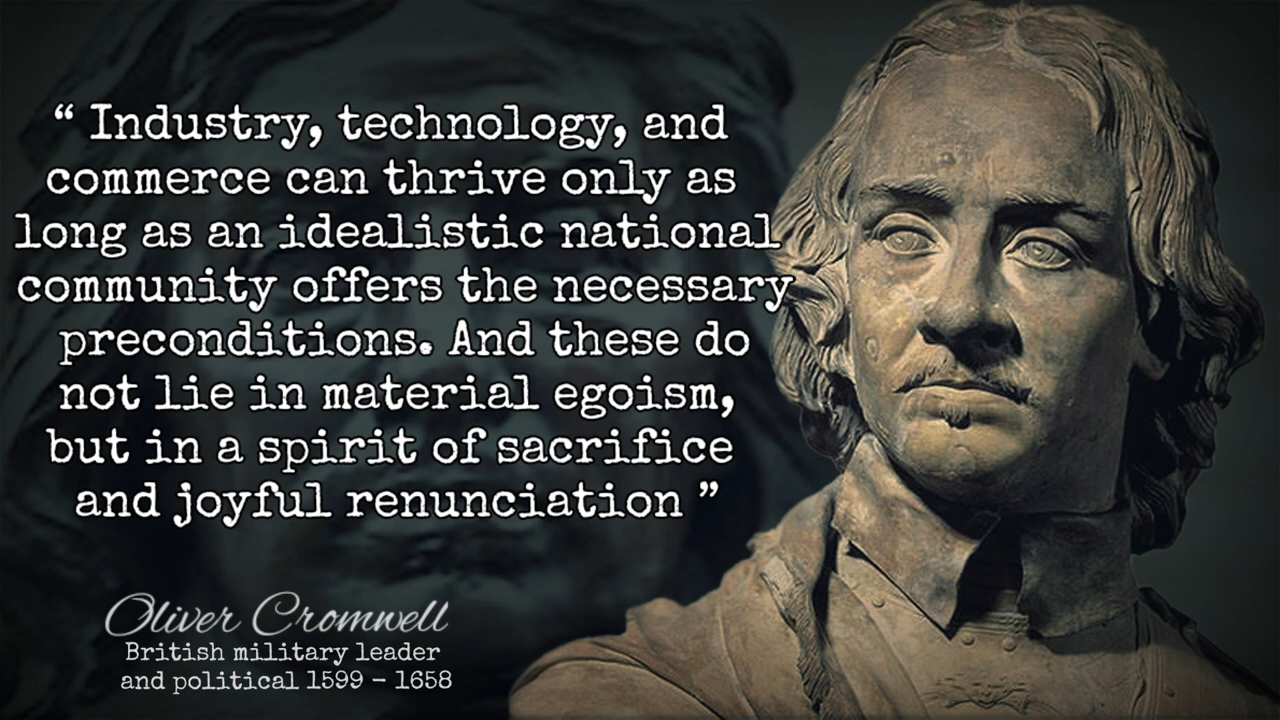 “ Industry, technology, and
commerce can thrive only as
long as an idealistic national
community offers the necessary
preconditions. And these do
not lie in material egoism,
but in a spirit of sacrifice
and joyful renunciation ”
Oliver Cromwell
British military leader
and political 1599 - 1658